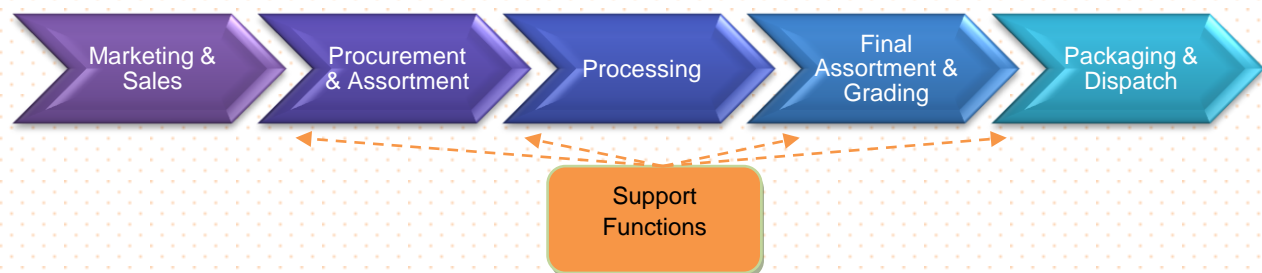 Marketing &
Sales
Procurement
& Assortment
Processing
Final
Assortment &
Grading
Packaging &
Dispatch
Support
Functions